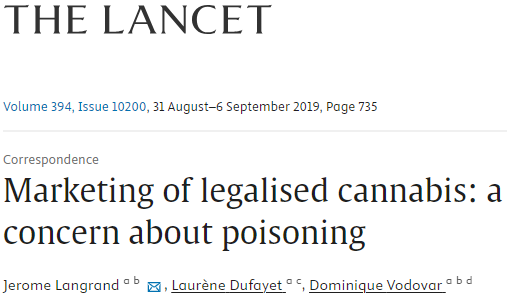 THE LANCET
Volume 394, Issue 10200, 31 August–6 September 2019, Page 735
Correspondence
Marketing of legalised cannabis: a
concern about poisoning
Jerome Langrand a b , Laurène Dufayet a c, Dominique Vodovar a b d